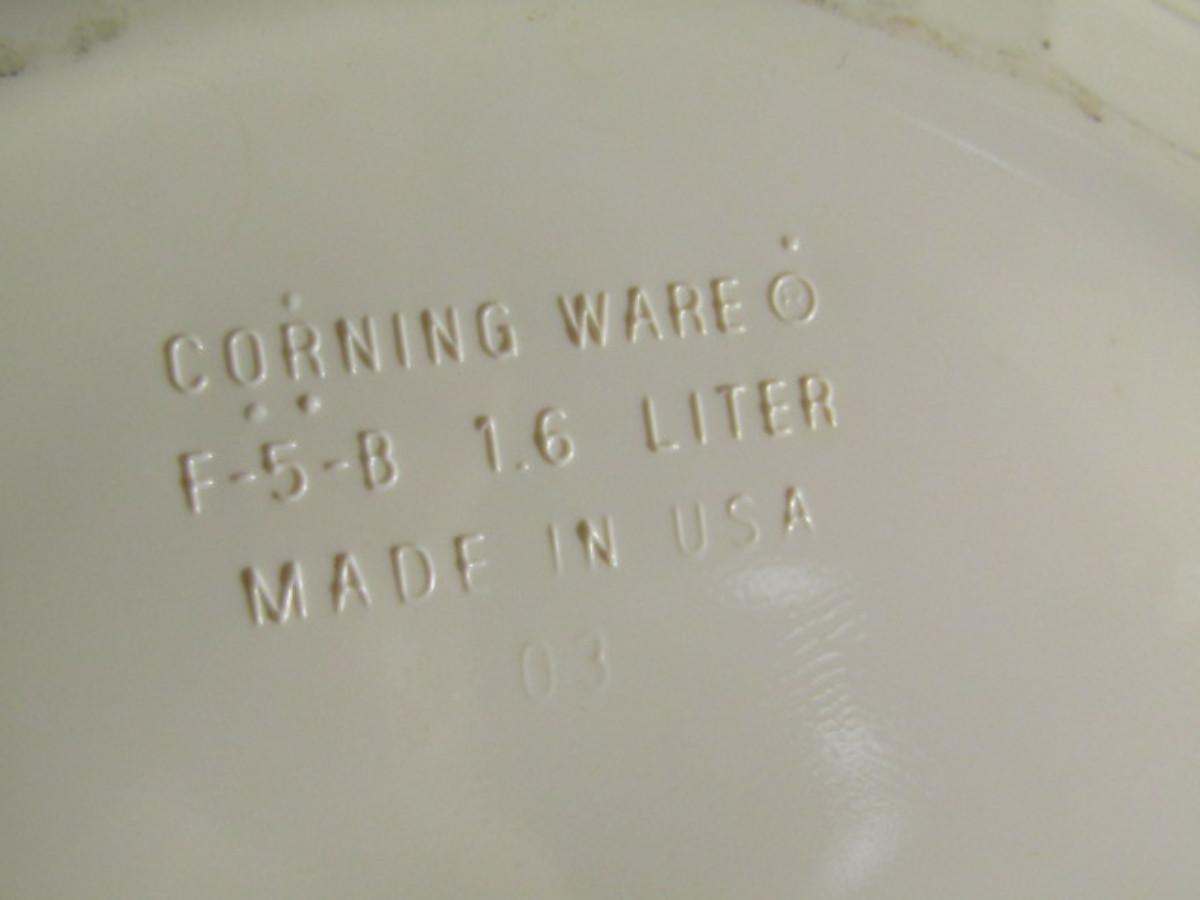 CORNING WARE ®
F-5-B 1.6 LITER
MADE IN USA
03